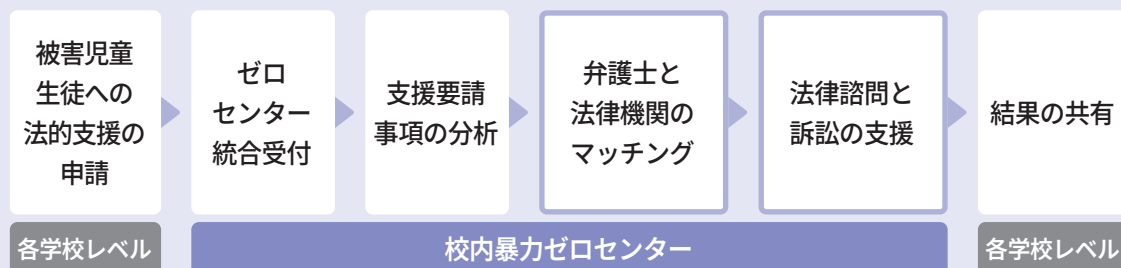 被害児童
生徒への
法的支援の
申請
ゼロ
センター
統合受付
支援要請
事項の分析
弁護士と
法律機関の
マッチング
法律諮問と
訴訟の支援
結果の共有
各学校レベル
校内暴力ゼロセンター
各学校レベル